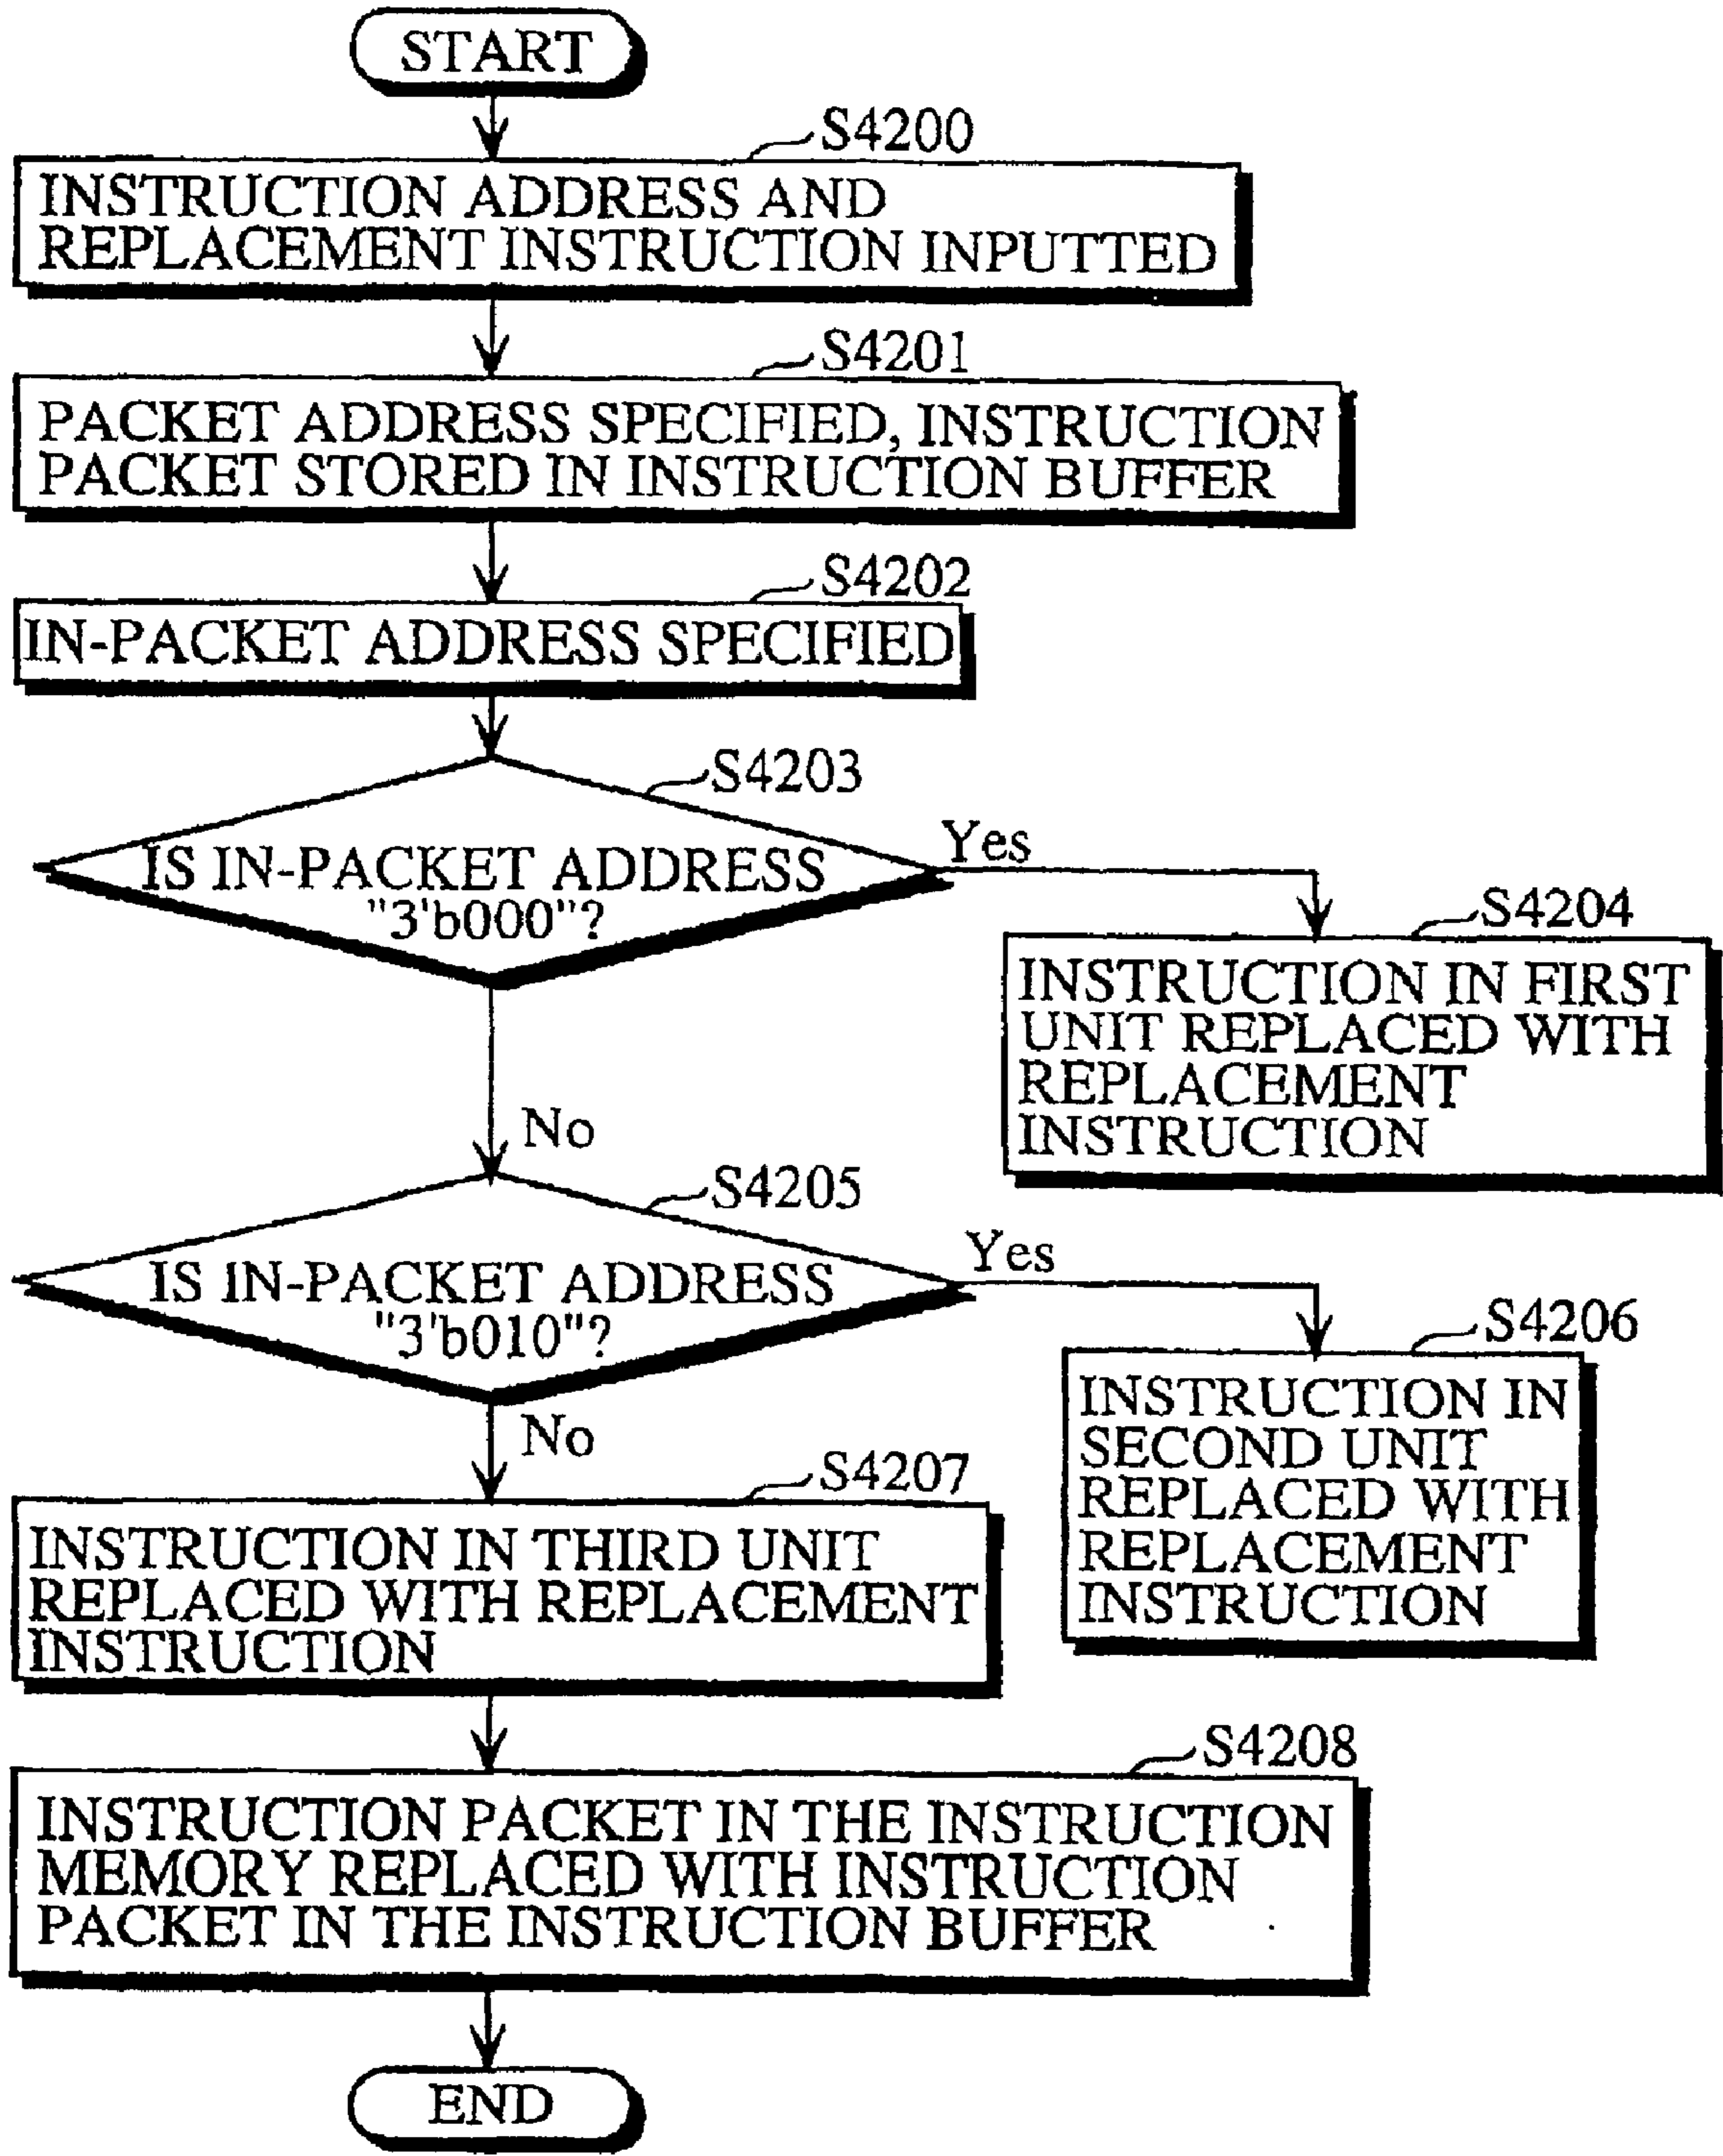 START
S4200
INSTRUCTION ADDRESS AND
REPLACEMENT INSTRUCTION INPUTTED
S4201
PACKET ADDRESS SPECIFIED, INSTRUCTION
PACKET STORED IN INSTRUCTION BUFFER
S4202
IN-PACKET ADDRESS SPECIFIED
S4203
IS IN-PACKET ADDRESS
"3'b000"?
Yes
S4204
INSTRUCTION IN FIRST
UNIT REPLACED WITH
REPLACEMENT
INSTRUCTION
No
S4205
IS IN-PACKET ADDRESS
"3'b010"?
Yes
S4206
INSTRUCTION IN
SECOND UNIT
REPLACED WITH
REPLACEMENT
INSTRUCTION
No
S4207
INSTRUCTION IN THIRD UNIT
REPLACED WITH REPLACEMENT
INSTRUCTION
S4208
INSTRUCTION PACKET IN THE INSTRUCTION
MEMORY REPLACED WITH INSTRUCTION
PACKET IN THE INSTRUCTION BUFFER
END